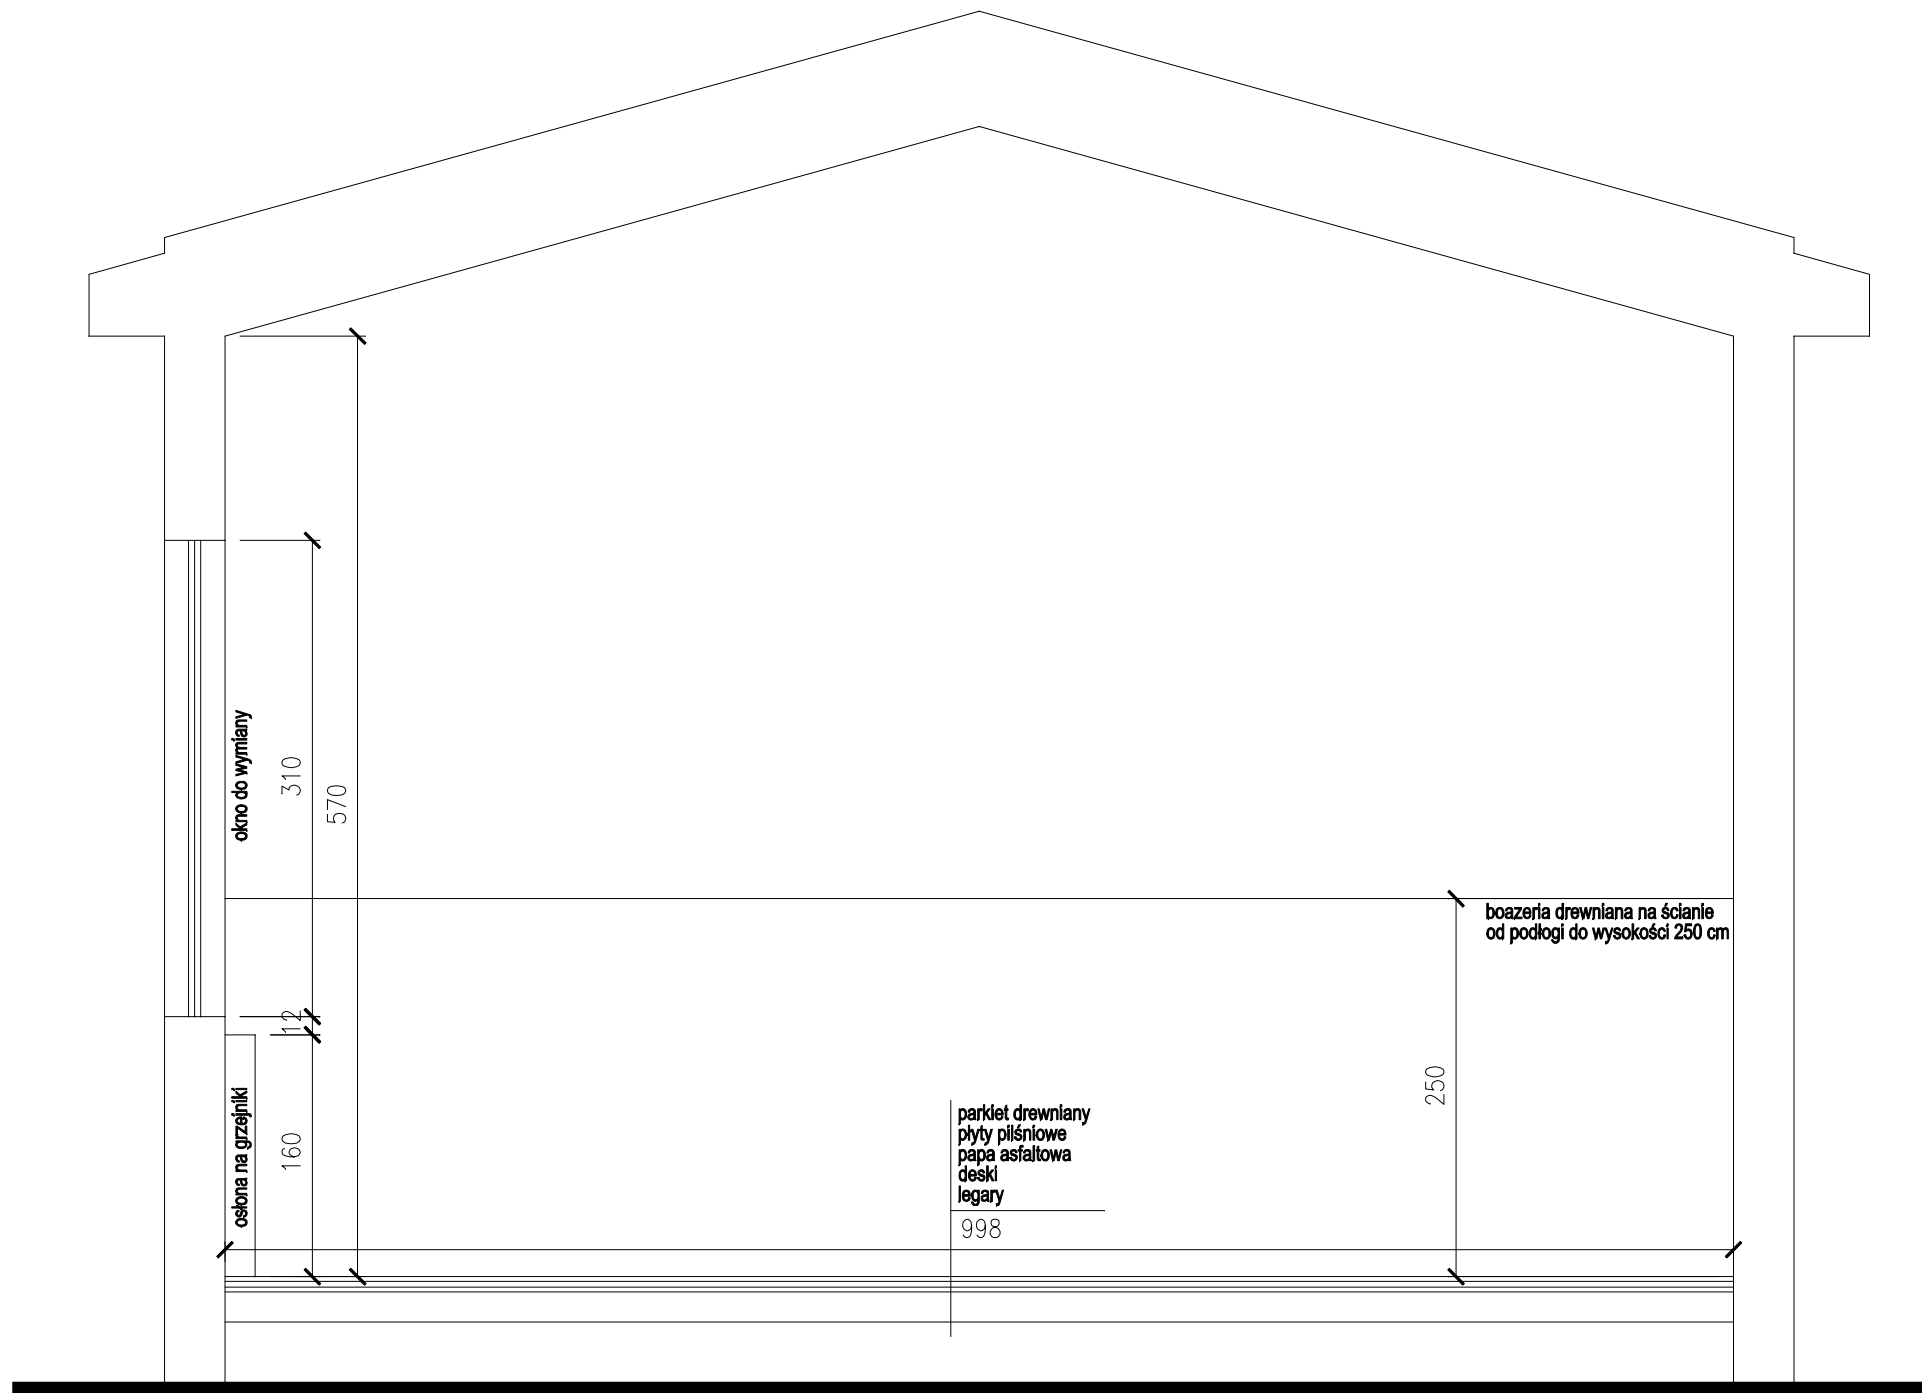 okno do wymiany
310
570
boazeria drewniana na ścianie
od podłogi do wysokości 250 cm
12
osłona na grzejniki
160
250
parkiet drewniany
płyty pilśniowe
papa asfaltowa
deski
legary
998